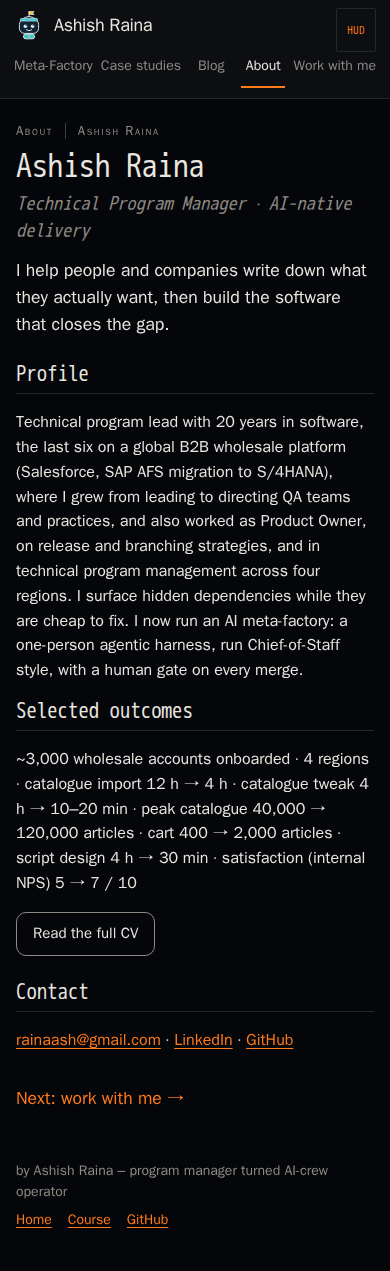 Ashish Raina
HUD
Meta-Factory Case studies Blog About Work with me
About | Ashish Raina
Ashish Raina
Technical Program Manager · AI-native
delivery
I help people and companies write down what
they actually want, then build the software
that closes the gap.
Profile
Technical program lead with 20 years in software,
the last six on a global B2B wholesale platform
(Salesforce, SAP AFS migration to S/4HANA),
where I grew from leading to directing QA teams
and practices, and also worked as Product Owner,
on release and branching strategies, and in
technical program management across four
regions. I surface hidden dependencies while they
are cheap to fix. I now run an AI meta-factory: a
one-person agentic harness, run Chief-of-Staff
style, with a human gate on every merge.
Selected outcomes
~3,000 wholesale accounts onboarded · 4 regions
· catalogue import 12 h → 4 h · catalogue tweak 4
h → 10–20 min · peak catalogue 40,000 →
120,000 articles · cart 400 → 2,000 articles ·
script design 4 h → 30 min · satisfaction (internal
NPS) 5 → 7 / 10
Read the full CV
Contact
rainaash@gmail.com · LinkedIn · GitHub
Next: work with me →
by Ashish Raina – program manager turned AI-crew
operator
Home Course GitHub